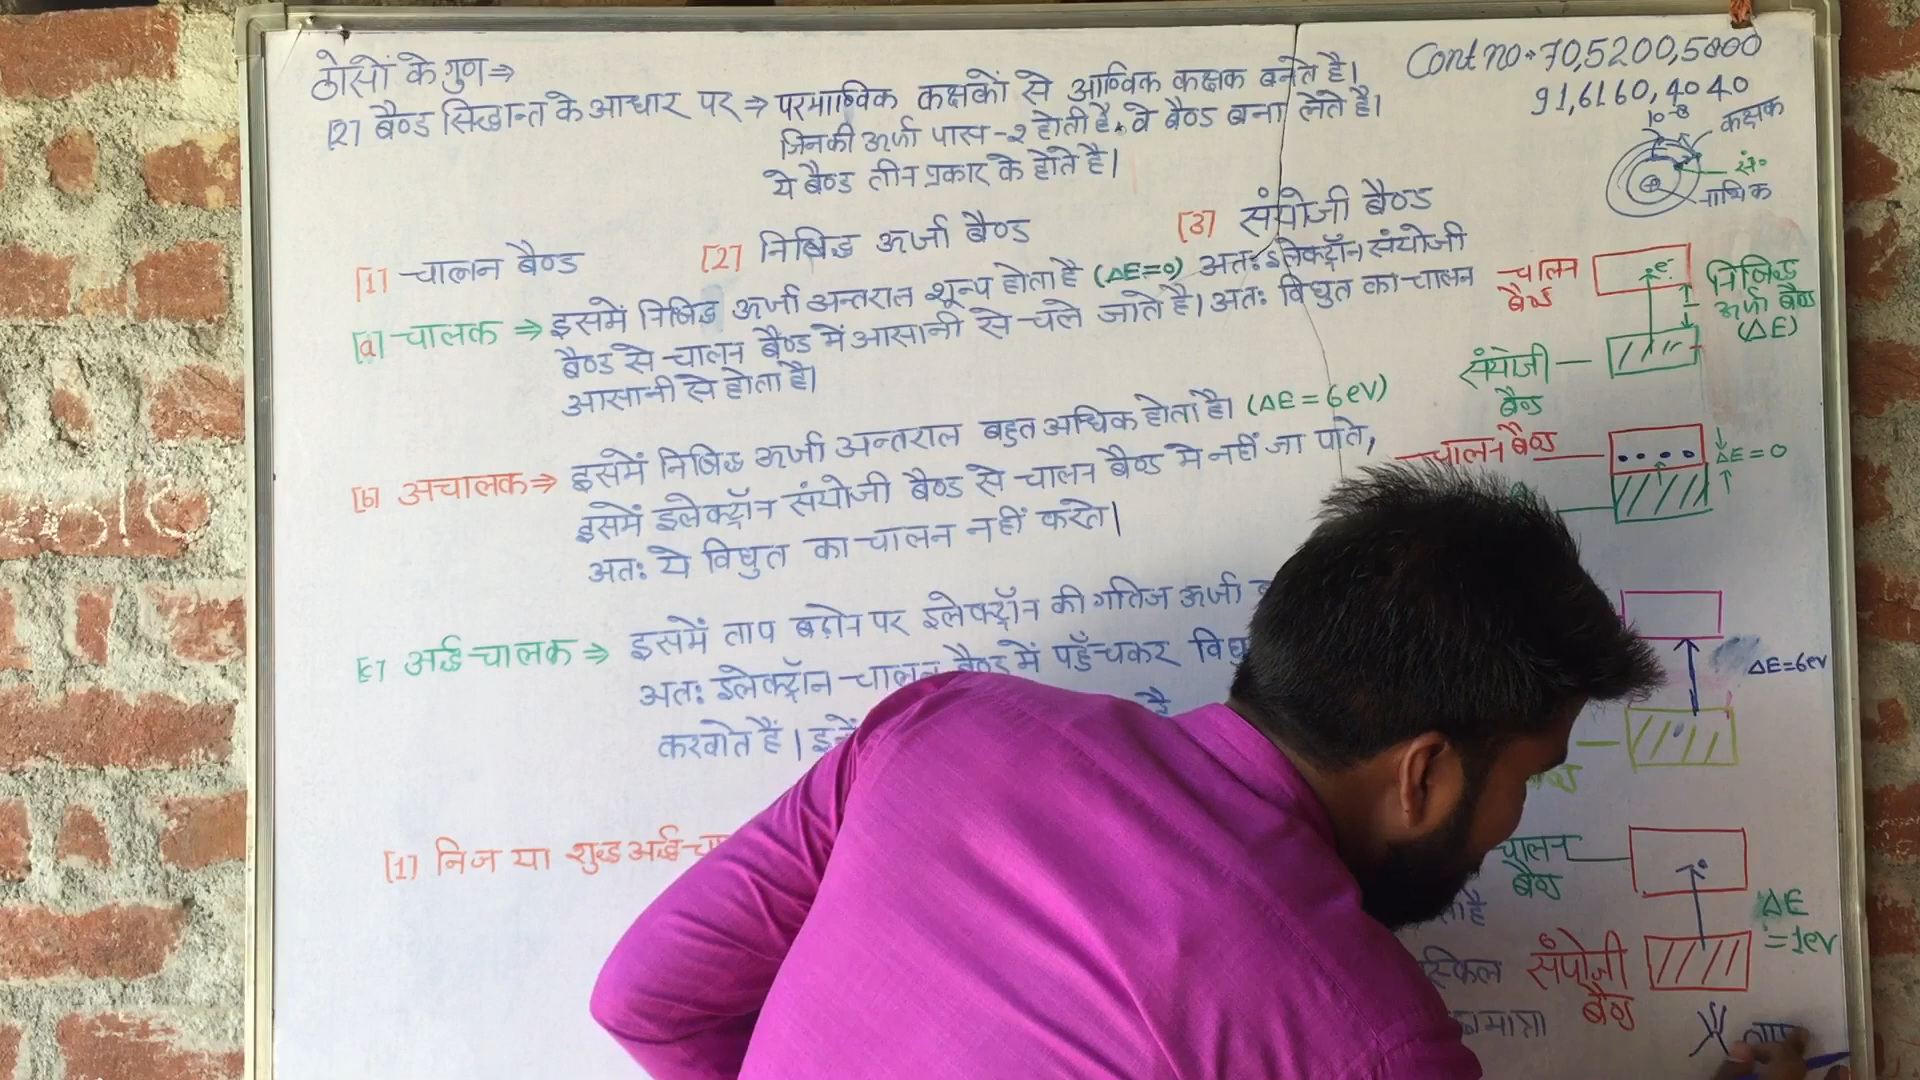 ठोसों के गुण⇒
[2] बैण्ड सिद्धान्त के आधार पर ⇒ परमाण्विक कक्षकों से आण्विक कक्षक बनते है।
जिनकी ऊर्जा पास-२ होती है, वे बैण्ड बना लेते है।
ये बैण्ड तीन प्रकार के होते है।
[1] चालन बैण्ड [2] निषिद्ध ऊर्जा बैण्ड [3] संयोजी बैण्ड
[a] चालक ⇒ इसमें निषिद्ध ऊर्जा अन्तराल शून्य होता है (ΔE=0) अतः इलेक्ट्रॉन संयोजी
बैण्ड से चालन बैण्ड में आसानी से चले जाते है। अतः विधुत का चालन
आसानी से होता है।
[b] अचालक⇒ इसमें निषिद्ध ऊर्जा अन्तराल बहुत अधिक होता है। (ΔE = 6eV)
इसमें इलेक्ट्रॉन संयोजी बैण्ड से चालन बैण्ड मे नहीं जा पाते,
अतः ये विधुत का चालन नहीं करते।
[c] अर्द्धचालक ⇒ इसमें ताप बढ़ाने पर इलेक्ट्रॉन की गतिज ऊर्जा
अतः इलेक्ट्रॉन चालन बैण्ड में पहुँचकर
करवाते हैं।
[1] निज या शुद्ध अर्द्ध
Cont no. 70,5200,5000
91,6160,4040
10-8
कक्षक
नाभिक
चालन
बैण्ड
e-
निषिद्ध
ऊर्जा बैण्ड
(ΔE)
संयोजी
बैण्ड
चालन बैण्ड
ΔE = 0
ΔE=6ev
चालन
बैण्ड
ΔE
=1ev
संयोजी
बैण्ड